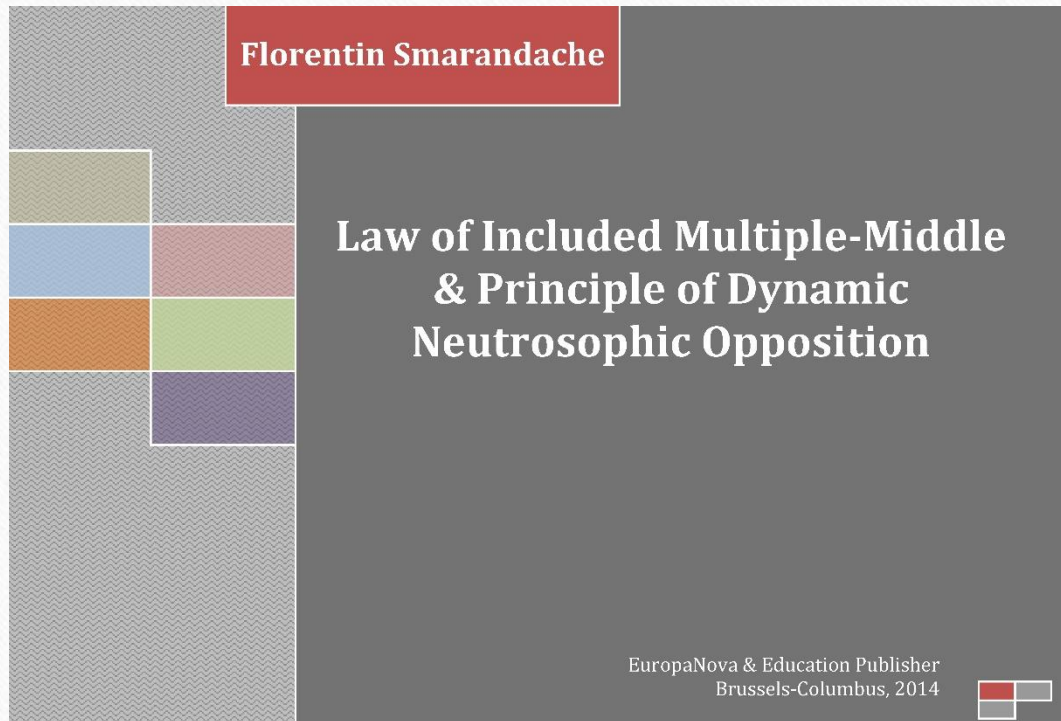 Florentin Smarandache
Law of Included Multiple-Middle
& Principle of Dynamic
Neutrosophic Opposition
EuropaNova & Education Publisher
Brussels-Columbus, 2014